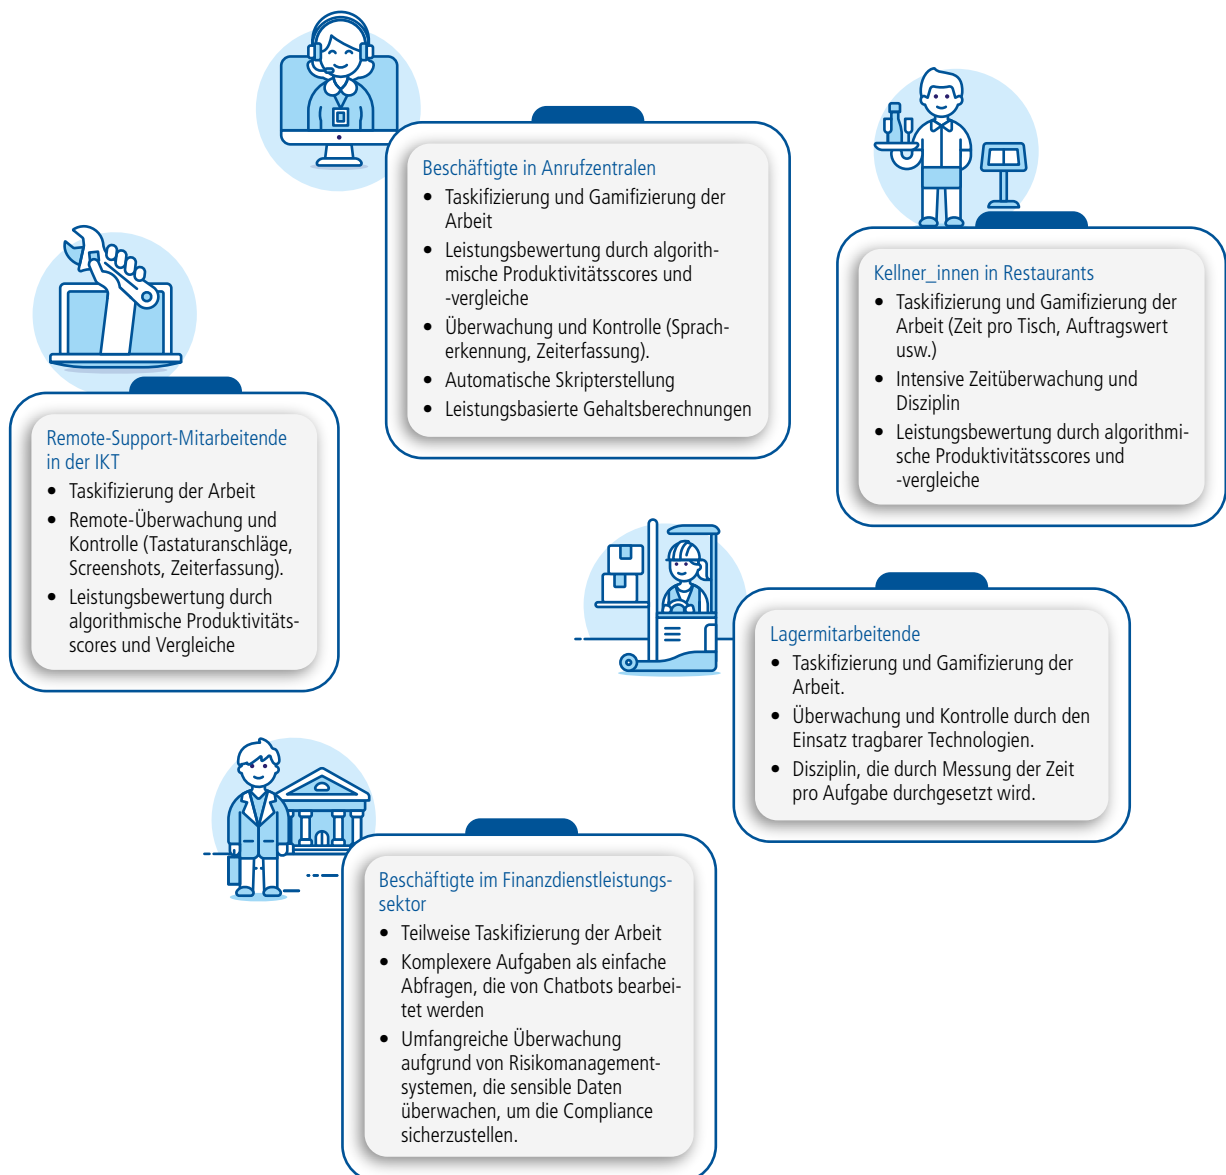 Beschäftigte in Anrufzentralen
• Taskifizierung und Gamifizierung der
Arbeit
• Leistungsbewertung durch algorith-
mische Produktivitätsscores und
-vergleiche
• Überwachung und Kontrolle (Sprach-
erkennung, Zeiterfassung).
• Automatische Skripterstellung
• Leistungsbasierte Gehaltsberechnungen
Kellner_innen in Restaurants
• Taskifizierung und Gamifizierung der
Arbeit (Zeit pro Tisch, Auftragswert
usw.)
• Intensive Zeitüberwachung und
Disziplin
• Leistungsbewertung durch algorithmi-
sche Produktivitätsscores und
-vergleiche
Remote-Support-Mitarbeitende
in der IKT
• Taskifizierung der Arbeit
• Remote-Überwachung und
Kontrolle (Tastaturanschläge,
Screenshots, Zeiterfassung).
• Leistungsbewertung durch
algorithmische Produktivitäts-
scores und Vergleiche
Lagermitarbeitende
• Taskifizierung und Gamifizierung der
Arbeit.
• Überwachung und Kontrolle durch den
Einsatz tragbarer Technologien.
• Disziplin, die durch Messung der Zeit
pro Aufgabe durchgesetzt wird.
Beschäftigte im Finanzdienstleistungs-
sektor
• Teilweise Taskifizierung der Arbeit
• Komplexere Aufgaben als einfache
Abfragen, die von Chatbots bearbei-
tet werden
• Umfangreiche Überwachung
aufgrund von Risikomanagement-
systemen, die sensible Daten
überwachen, um die Compliance
sicherzustellen.